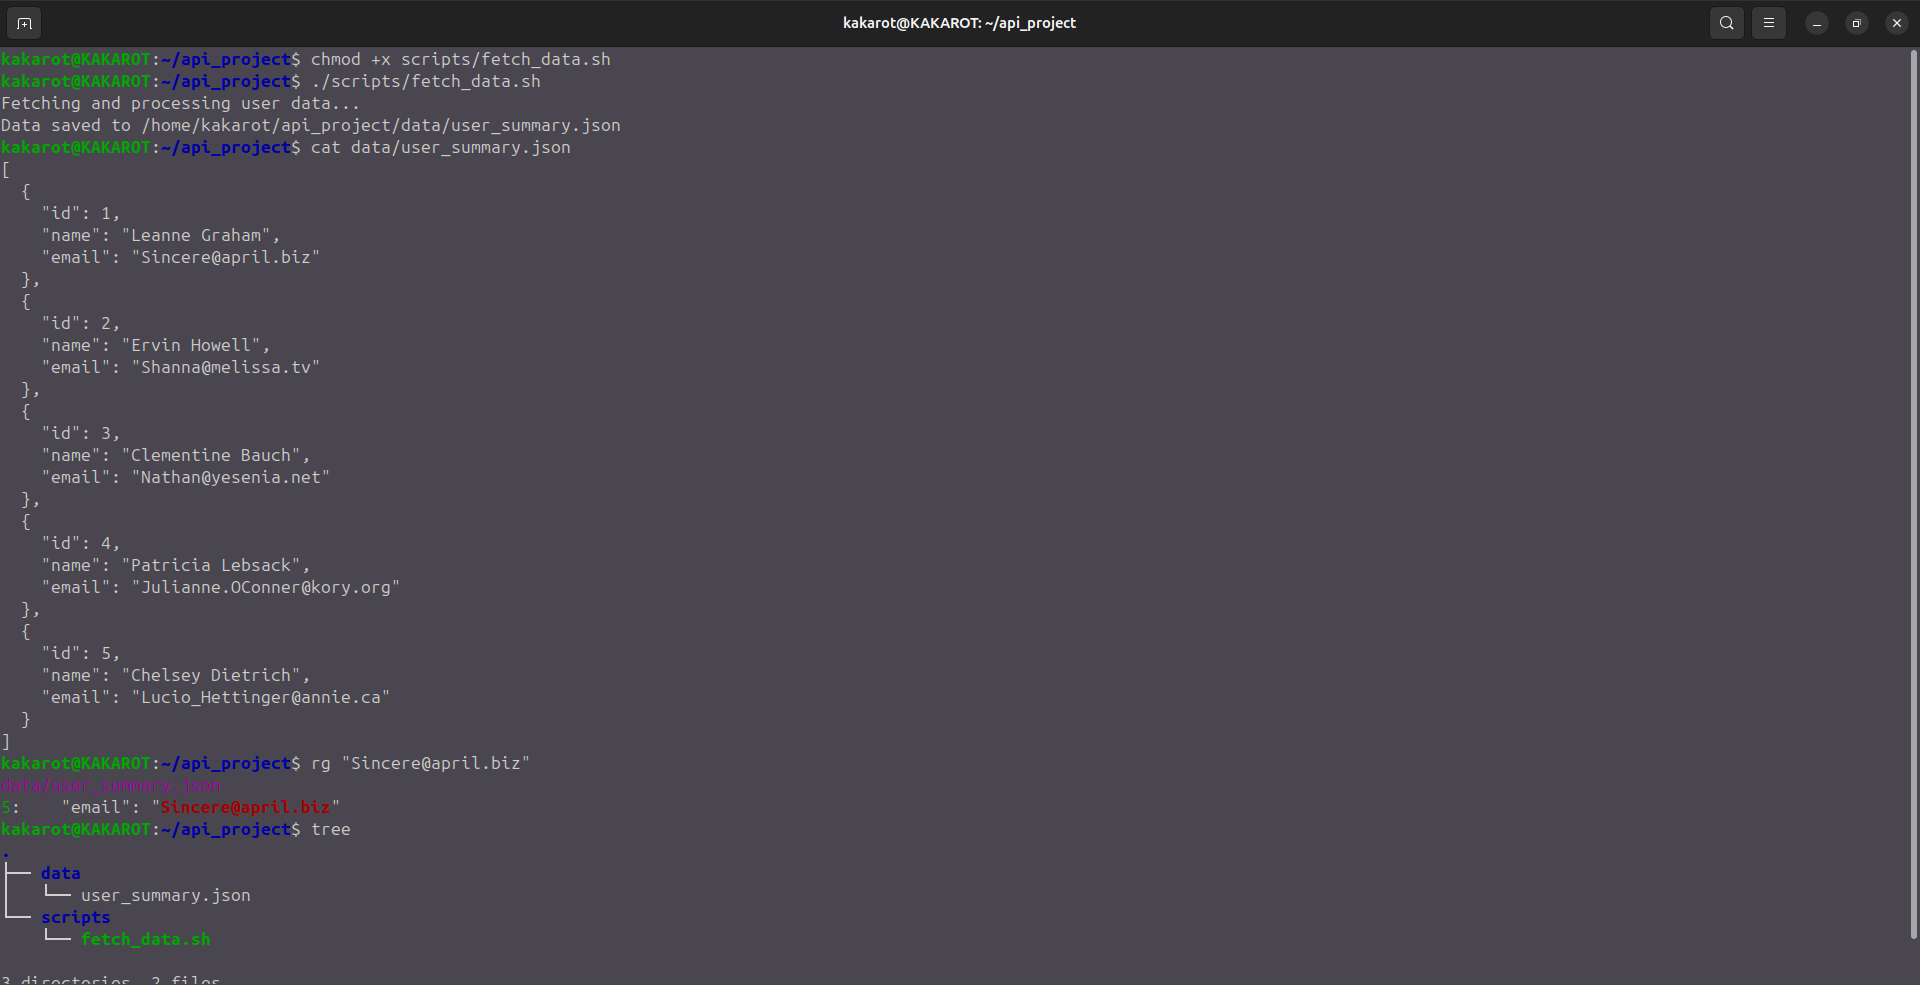 kakarot@KAKAROT: ~/api_project
kakarot@KAKAROT:~/api_project$ chmod +x scripts/fetch_data.sh
kakarot@KAKAROT:~/api_project$ ./scripts/fetch_data.sh
Fetching and processing user data...
Data saved to /home/kakarot/api_project/data/user_summary.json
kakarot@KAKAROT:~/api_project$ cat data/user_summary.json
[
  {
    "id": 1,
    "name": "Leanne Graham",
    "email": "Sincere@april.biz"
  },
  {
    "id": 2,
    "name": "Ervin Howell",
    "email": "Shanna@melissa.tv"
  },
  {
    "id": 3,
    "name": "Clementine Bauch",
    "email": "Nathan@yesenia.net"
  },
  {
    "id": 4,
    "name": "Patricia Lebsack",
    "email": "Julianne.OConner@kory.org"
  },
  {
    "id": 5,
    "name": "Chelsey Dietrich",
    "email": "Lucio_Hettinger@annie.ca"
  }
]
kakarot@KAKAROT:~/api_project$ rg "Sincere@april.biz"
data/user_summary.json
5:    "email": "Sincere@april.biz"
kakarot@KAKAROT:~/api_project$ tree
.
├── data
│   └── user_summary.json
└── scripts
    └── fetch_data.sh
3 directories, 2 files